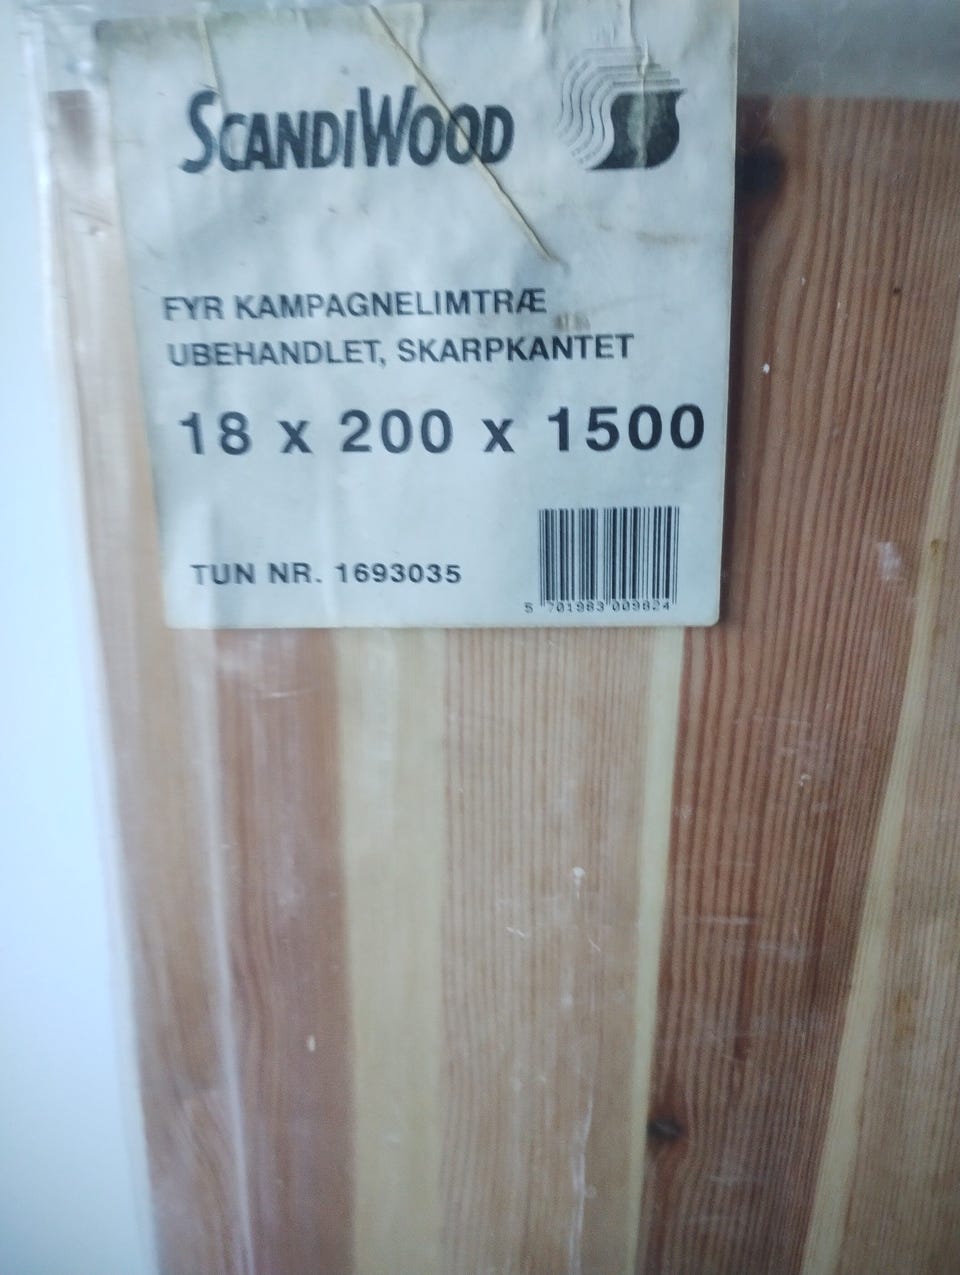 SCANDIWOOD
FYR KAMPAGNELIMTRÆ
UBEHANDLET, SKARPKANTET
18 x 200 x 1500
TUN NR. 1693035
5 701983 009824